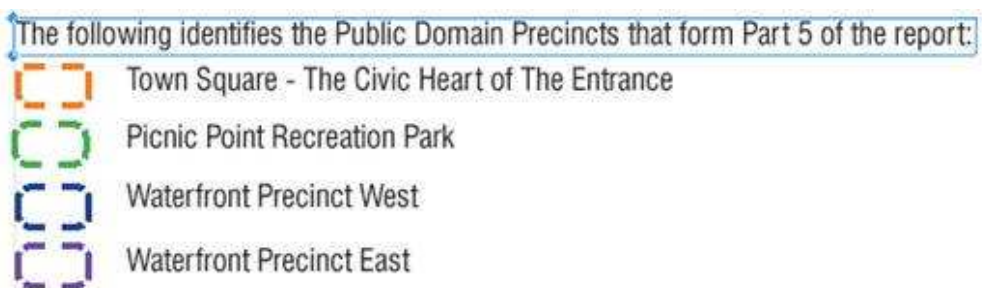 The following identifies the Public Domain Precincts that form Part 5 of the report:
Town Square - The Civic Heart of The Entrance
Picnic Point Recreation Park
Waterfront Precinct West
Waterfront Precinct East